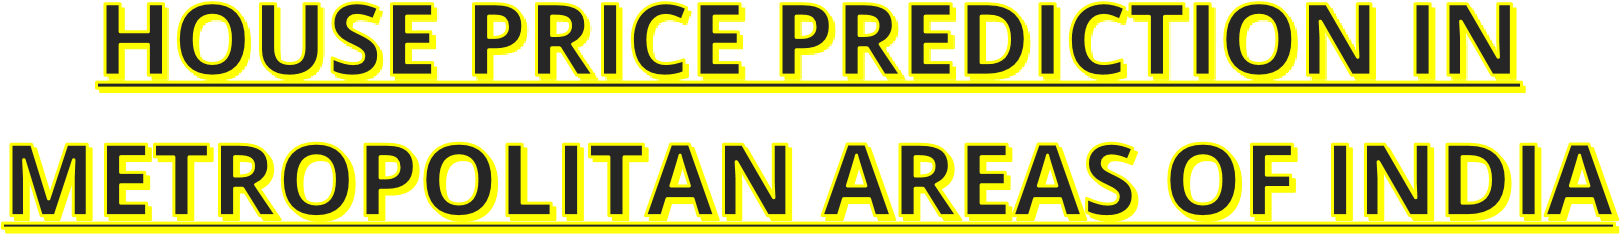 HOUSE PRICE PREDICTION IN
METROPOLITAN AREAS OF INDIA